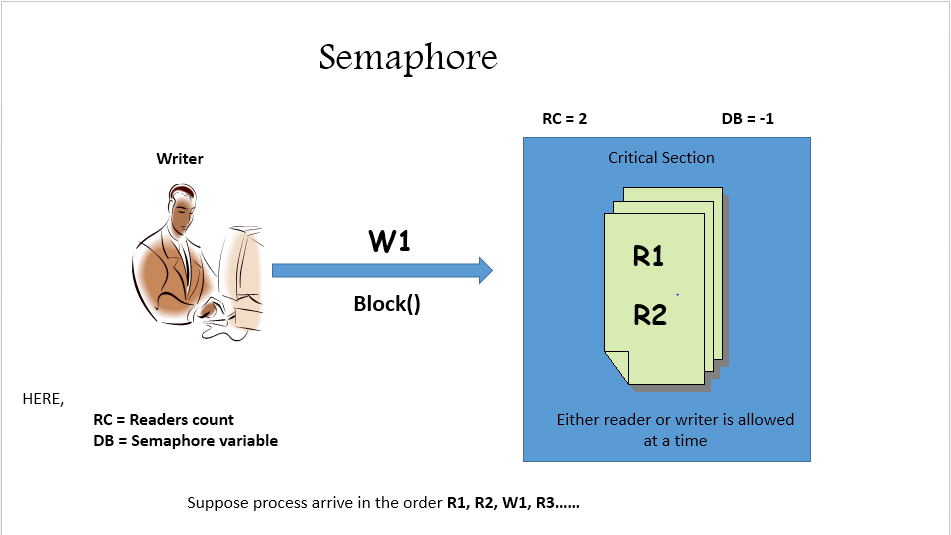 Semaphore
RC = 2
DB = -1
Writer
Critical Section
W1
R1
Block()
R2
HERE,
RC = Readers count
DB = Semaphore variable
Either reader or writer is allowed
at a time
Suppose process arrive in the order R1, R2, W1, R3......